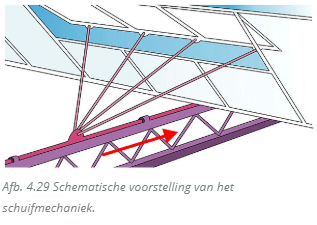 Afb. 4.29 Schematische voorstelling van het
schuifmechaniek.